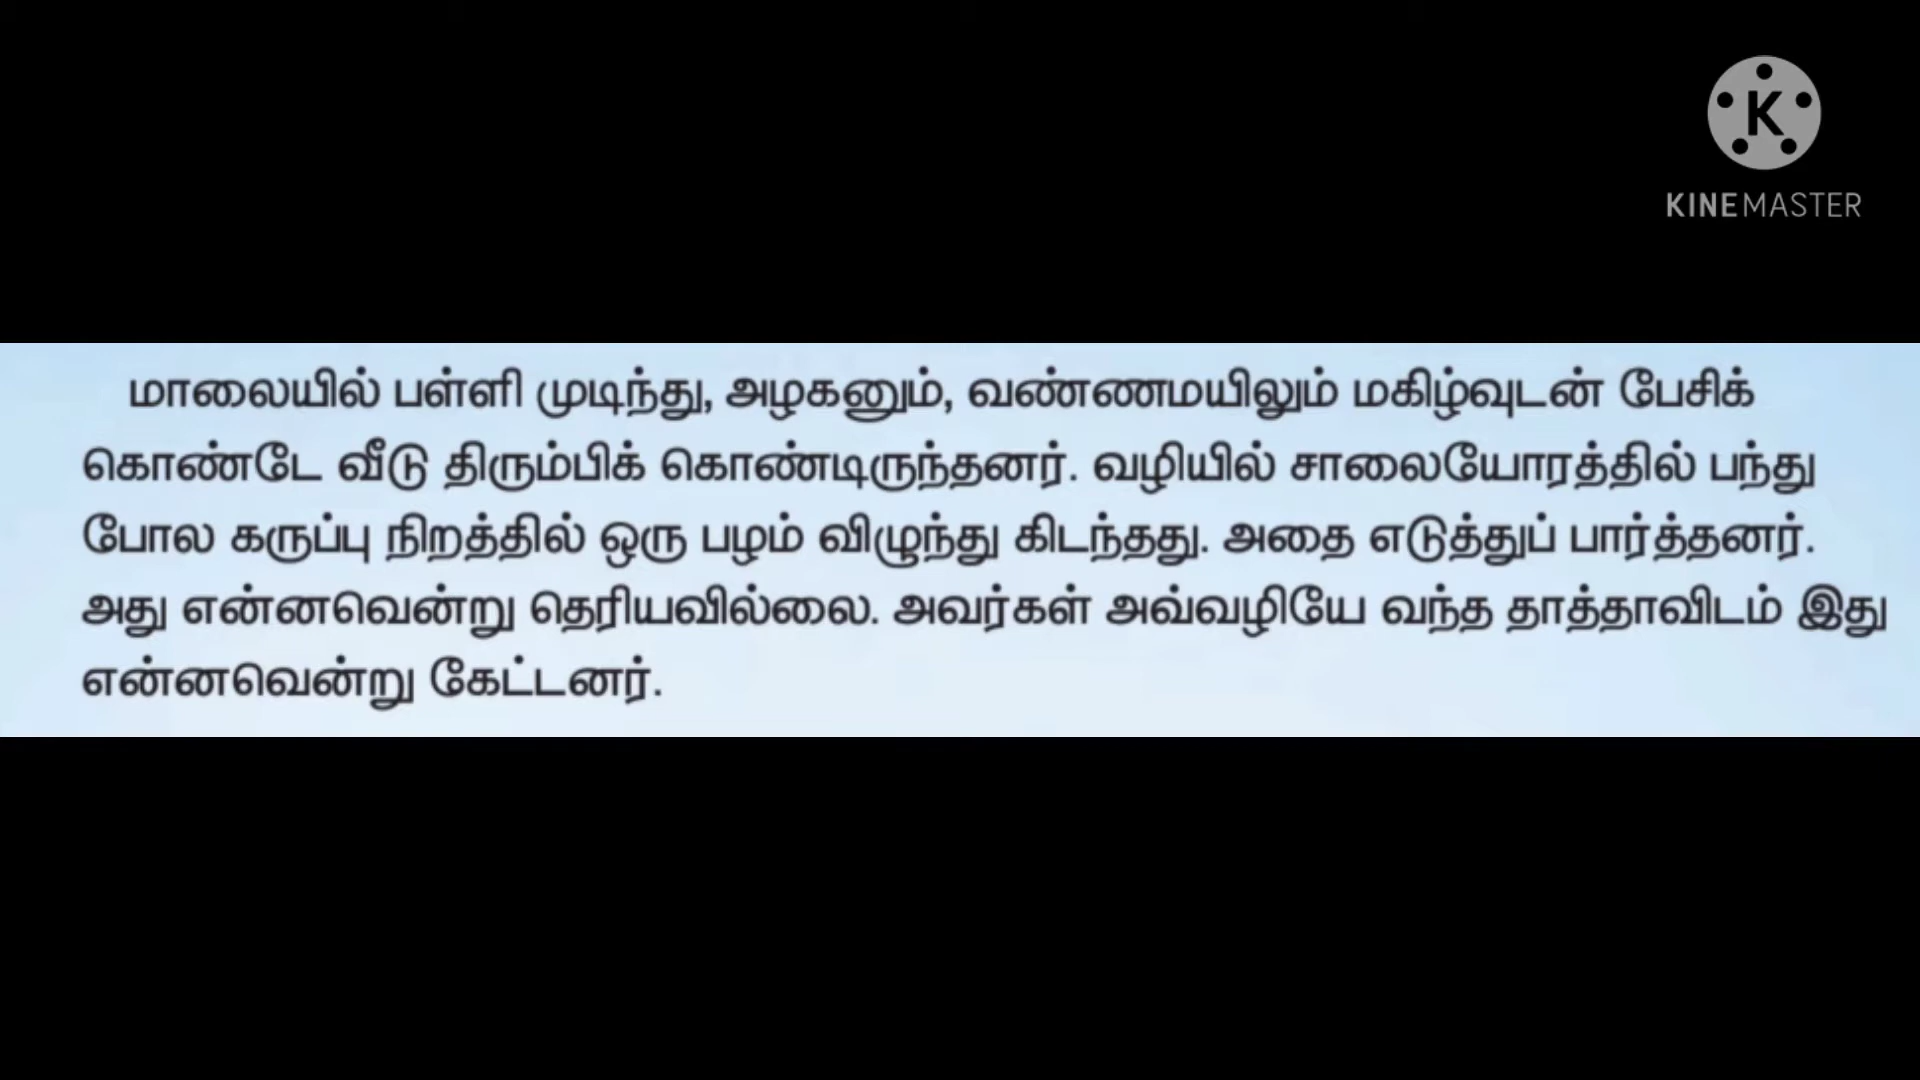 K
KINEMASTER
மாலையில் பள்ளி முடிந்து, அழகனும், வண்ணமயிலும் மகிழ்வுடன் பேசிக்
கொண்டே வீடு திரும்பிக் கொண்டிருந்தனர். வழியில் சாலையோரத்தில் பந்து
போல கருப்பு நிறத்தில் ஒரு பழம் விழுந்து கிடந்தது. அதை எடுத்துப் பார்த்தனர்.
அது என்னவென்று தெரியவில்லை. அவர்கள் அவ்வழியே வந்த தாத்தாவிடம் இது
என்னவென்று கேட்டனர்.